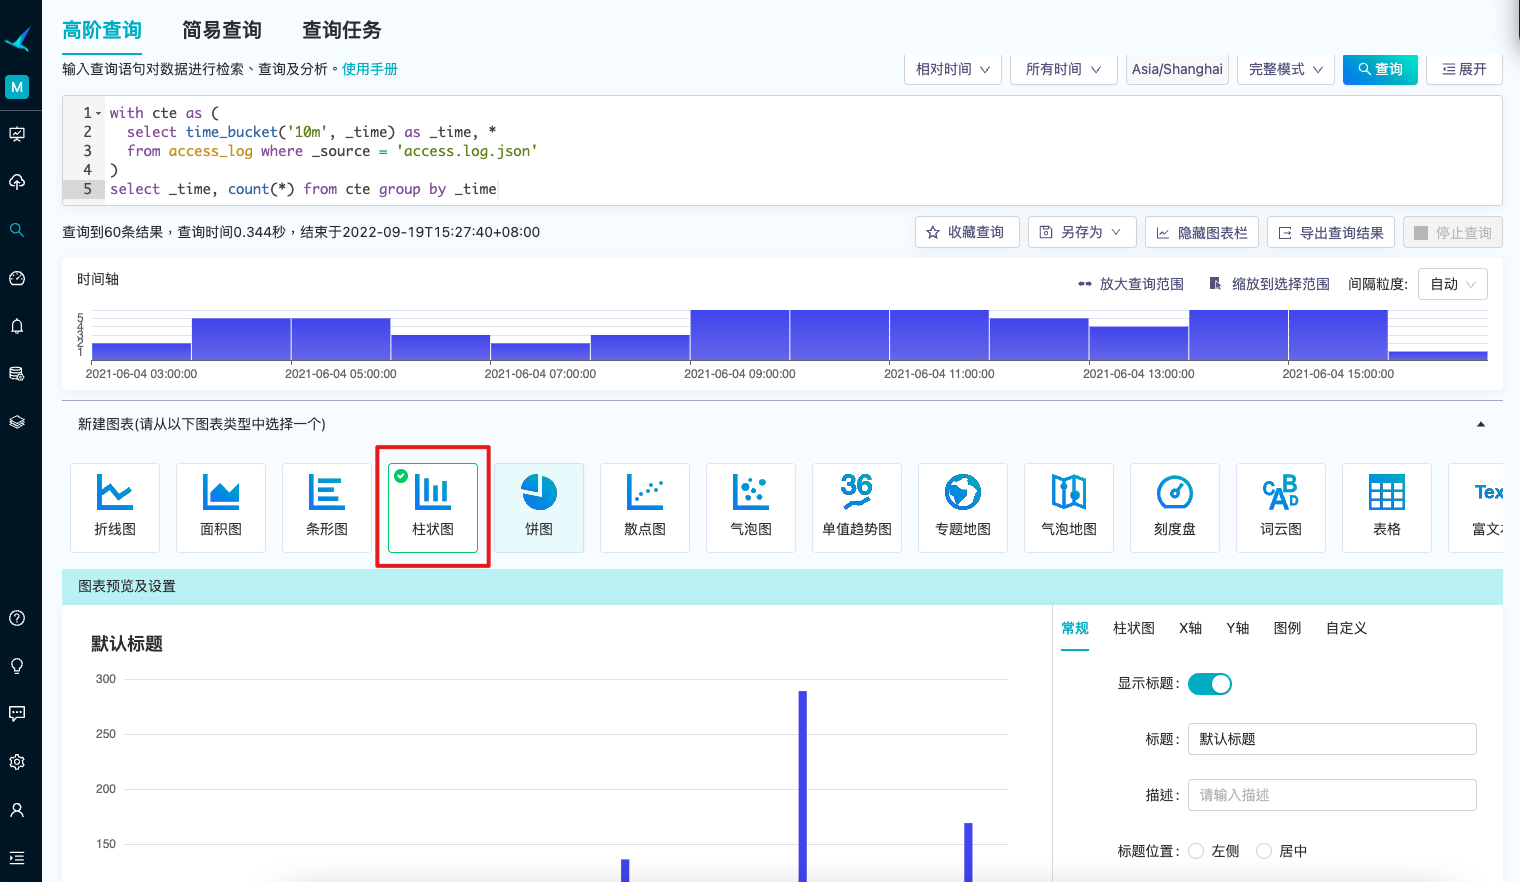 高阶查询 简易查询 查询任务
输入查询语句对数据进行检索、查询及分析。使用手册
相对时间 所有时间 Asia/Shanghai 完整模式 查询 展开
M
1 with cte as (
2 select time_bucket('10m', _time) as _time, *
3 from access_log where _source = 'access.log.json'
4 )
5 select _time, count(*) from cte group by _time
查询到60条结果，查询时间0.344秒，结束于2022-09-19T15:27:40+08:00
收藏查询 另存为 隐藏图表栏 导出查询结果 停止查询
时间轴
放大查询范围 缩放到选择范围 间隔粒度: 自动
5
4
3
2
1
2021-06-04 03:00:00 2021-06-04 05:00:00 2021-06-04 07:00:00 2021-06-04 09:00:00 2021-06-04 11:00:00 2021-06-04 13:00:00 2021-06-04 15:00:00
新建图表(请从以下图表类型中选择一个)
36 CABD Tex
折线图 面积图 条形图 柱状图 饼图 散点图 气泡图 单值趋势图 专题地图 气泡地图 刻度盘 词云图 表格 富文
图表预览及设置
常规 柱状图 X轴 Y轴 图例 自定义
默认标题
300
250
200
150
显示标题:
标题: 默认标题
描述: 请输入描述
标题位置: 左侧 居中